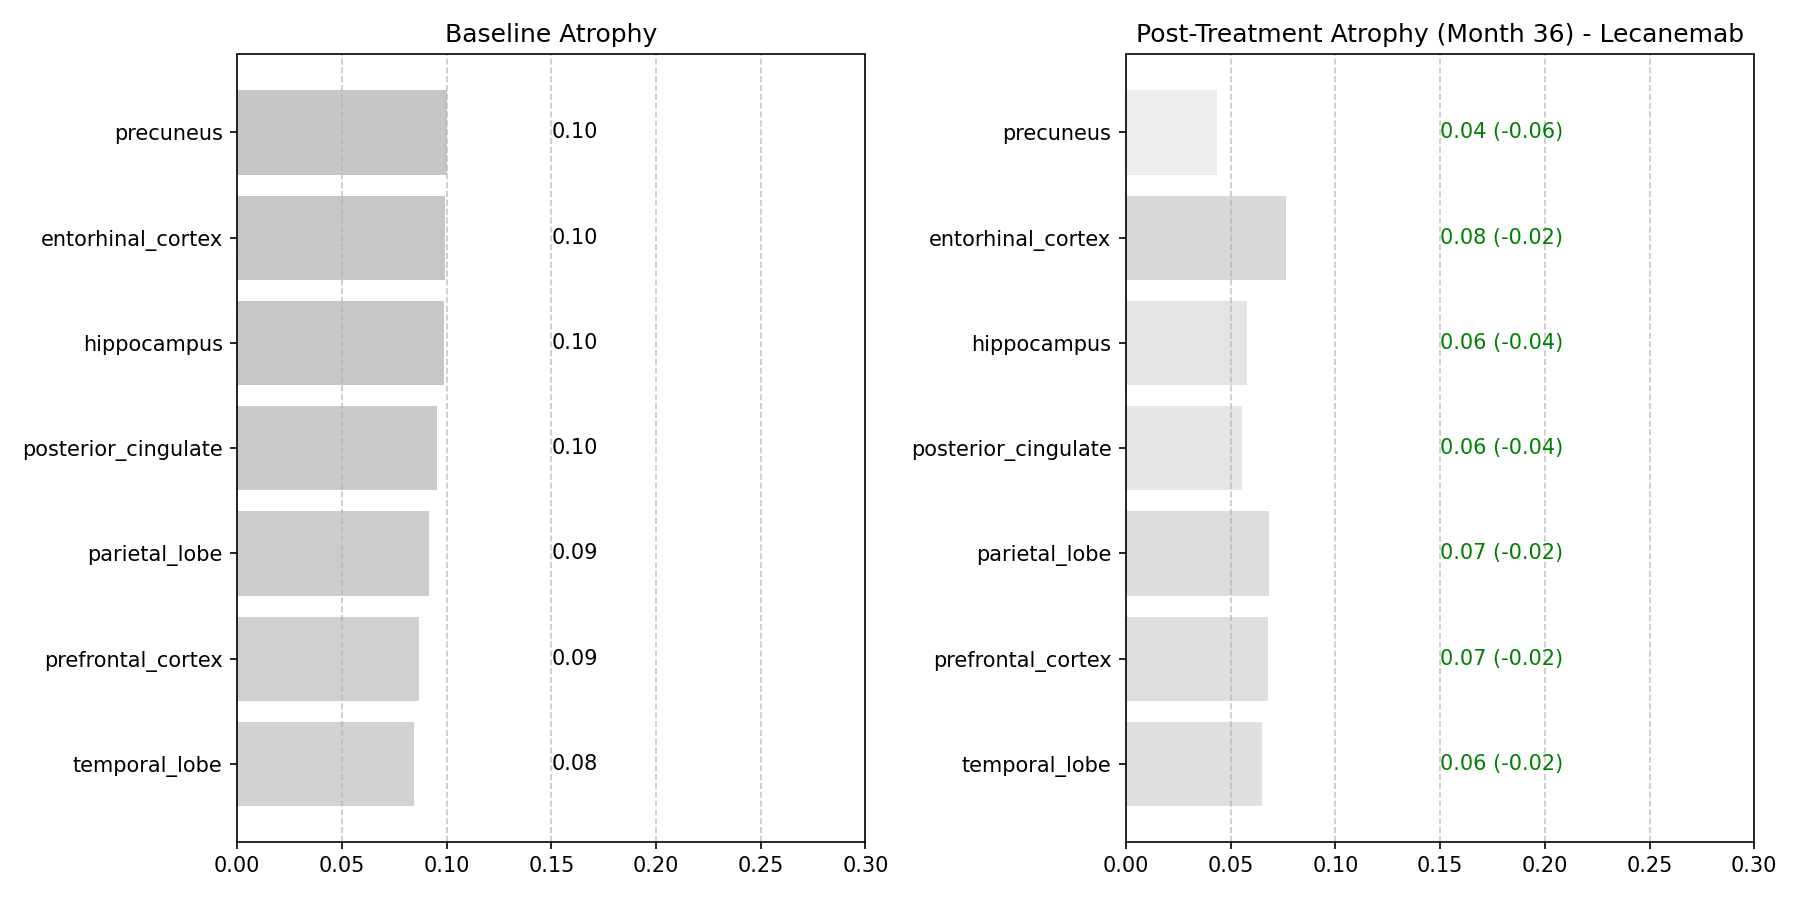 Baseline Atrophy
precuneus 0.10
entorhinal_cortex 0.10
hippocampus 0.10
posterior_cingulate 0.10
parietal_lobe 0.09
prefrontal_cortex 0.09
temporal_lobe 0.08
0.00 0.05 0.10 0.15 0.20 0.25 0.30
Post-Treatment Atrophy (Month 36) - Lecanemab
precuneus 0.04 (-0.06)
entorhinal_cortex 0.08 (-0.02)
hippocampus 0.06 (-0.04)
posterior_cingulate 0.06 (-0.04)
parietal_lobe 0.07 (-0.02)
prefrontal_cortex 0.07 (-0.02)
temporal_lobe 0.06 (-0.02)
0.00 0.05 0.10 0.15 0.20 0.25 0.30